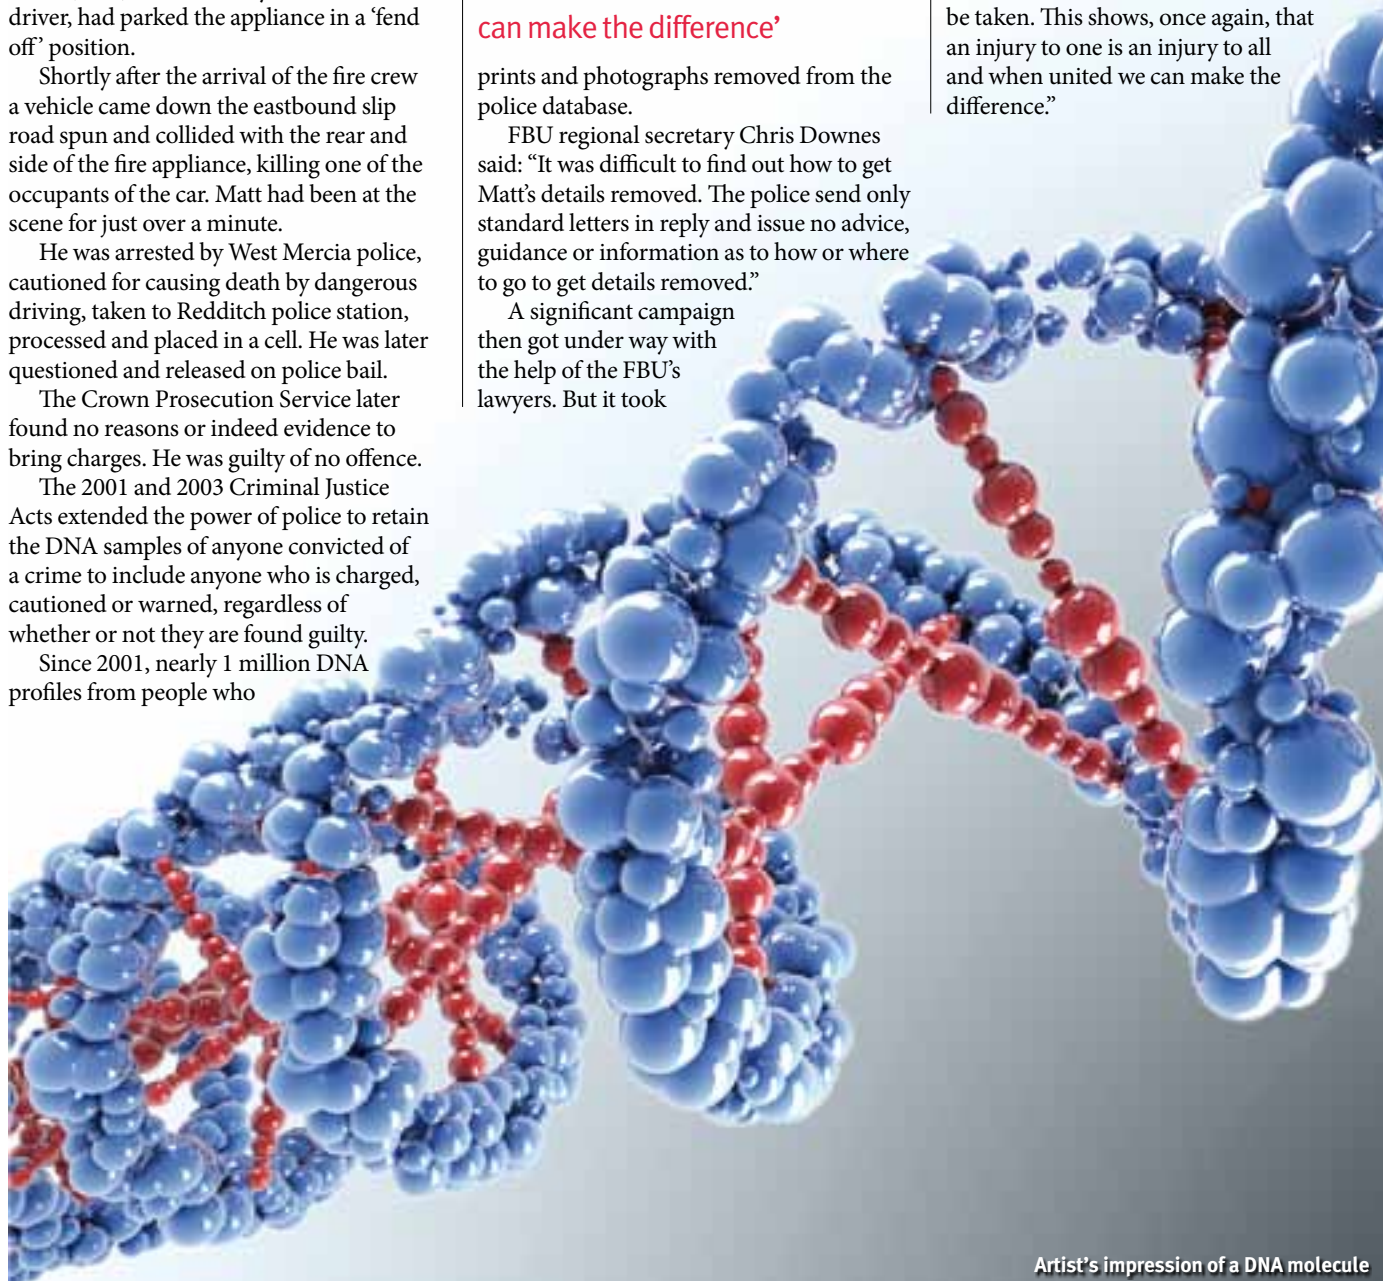 driver, had parked the appliance in a ‘fend
off’ position.
Shortly after the arrival of the fire crew
a vehicle came down the eastbound slip
road spun and collided with the rear and
side of the fire appliance, killing one of the
occupants of the car. Matt had been at the
scene for just over a minute.
He was arrested by West Mercia police,
cautioned for causing death by dangerous
driving, taken to Redditch police station,
processed and placed in a cell. He was later
questioned and released on police bail.
The Crown Prosecution Service later
found no reasons or indeed evidence to
bring charges. He was guilty of no offence.
The 2001 and 2003 Criminal Justice
Acts extended the power of police to retain
the DNA samples of anyone convicted of
a crime to include anyone who is charged,
cautioned or warned, regardless of
whether or not they are found guilty.
Since 2001, nearly 1 million DNA
profiles from people who
can make the difference’
prints and photographs removed from the
police database.
FBU regional secretary Chris Downes
said: “It was difficult to find out how to get
Matt’s details removed. The police send only
standard letters in reply and issue no advice,
guidance or information as to how or where
to go to get details removed.”
A significant campaign
then got under way with
the help of the FBU’s
lawyers. But it took
be taken. This shows, once again, that
an injury to one is an injury to all
and when united we can make the
difference.”
Artist’s impression of a DNA molecule